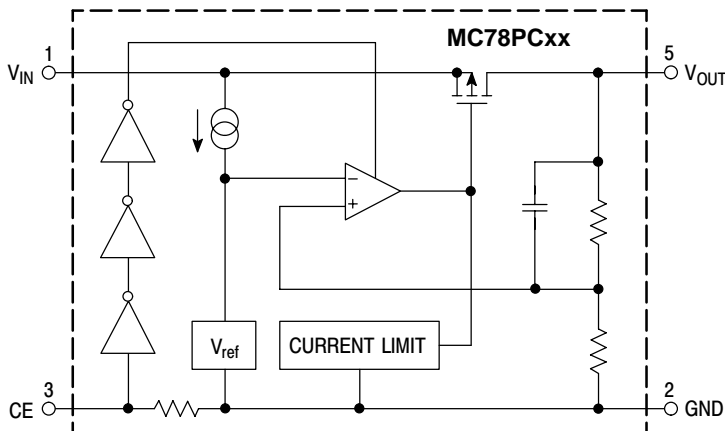 MC78PCxx
1
5
V_IN
V_OUT
−
+
V_ref
CURRENT LIMIT
3
2
CE
GND